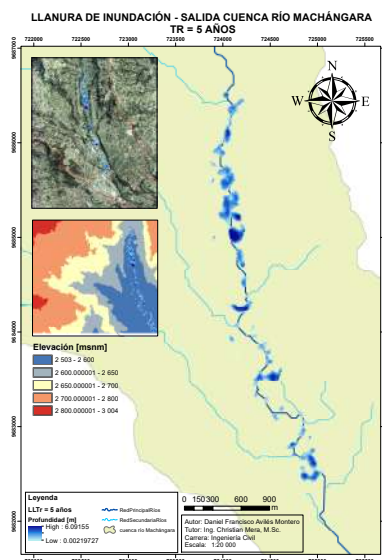 LLANURA DE INUNDACIÓN - SALIDA CUENCA RÍO MACHÁNGARA
TR = 5 AÑOS
722000 722500 723000 723500 724000 724500 725000 725500
N
W E
S
Elevación [msnm]
2 503 - 2 600
2 600.000001 - 2 650
2 650.000001 - 2 700
2 700.000001 - 2 800
2 800.000001 - 3 004
0 150300 600 900
m
Leyenda
LLTr = 5 años
Profundidad [m]
High : 6.09155
Low : 0.00219727
RedPrincipalRíos
RedSecundariaRíos
cuenca río Machángara
Autor: Daniel Francisco Avilés Montero
Tutor: Ing. Christian Mera, M.Sc.
Carrera: Ingeniería Civil
Escala: 1:20 000